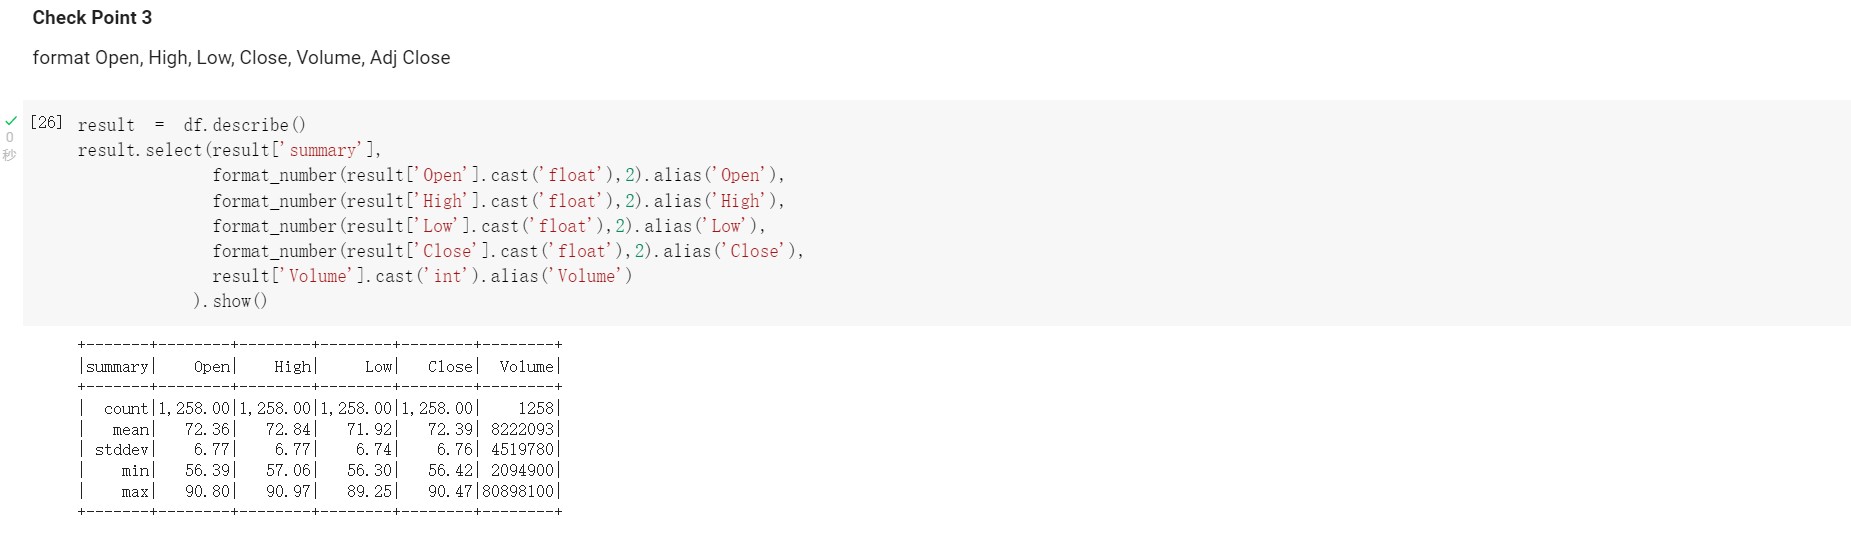 Check Point 3
format Open, High, Low, Close, Volume, Adj Close
[26] result = df.describe()
0
秒
result.select(result['summary'],
format_number(result['Open'].cast('float'),2).alias('Open'),
format_number(result['High'].cast('float'),2).alias('High'),
format_number(result['Low'].cast('float'),2).alias('Low'),
format_number(result['Close'].cast('float'),2).alias('Close'),
result['Volume'].cast('int').alias('Volume')
).show()
+-------+--------+--------+--------+--------+--------+
|summary|    Open|    High|     Low|   Close|  Volume|
+-------+--------+--------+--------+--------+--------+
|  count|1,258.00|1,258.00|1,258.00|1,258.00|    1258|
|   mean|   72.36|   72.84|   71.92|   72.39| 8222093|
| stddev|    6.77|    6.77|    6.74|    6.76| 4519780|
|    min|   56.39|   57.06|   56.30|   56.42| 2094900|
|    max|   90.80|   90.97|   89.25|   90.47|80898100|
+-------+--------+--------+--------+--------+--------+